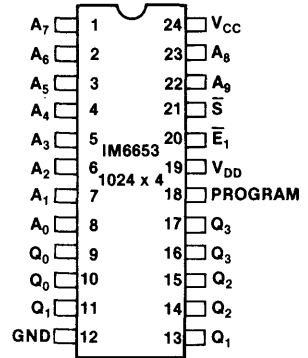 A7 1 24 VCC
A6 2 23 A8
A5 3 22 A9
A4 4 21 S̅
A3 5 20 E̅1
A2 6 IM6653 19 VDD
A1 7 1024 x 4 18 PROGRAM
A0 8 17 Q3
Q0 9 16 Q3
Q0 10 15 Q2
Q1 11 14 Q2
GND 12 13 Q1